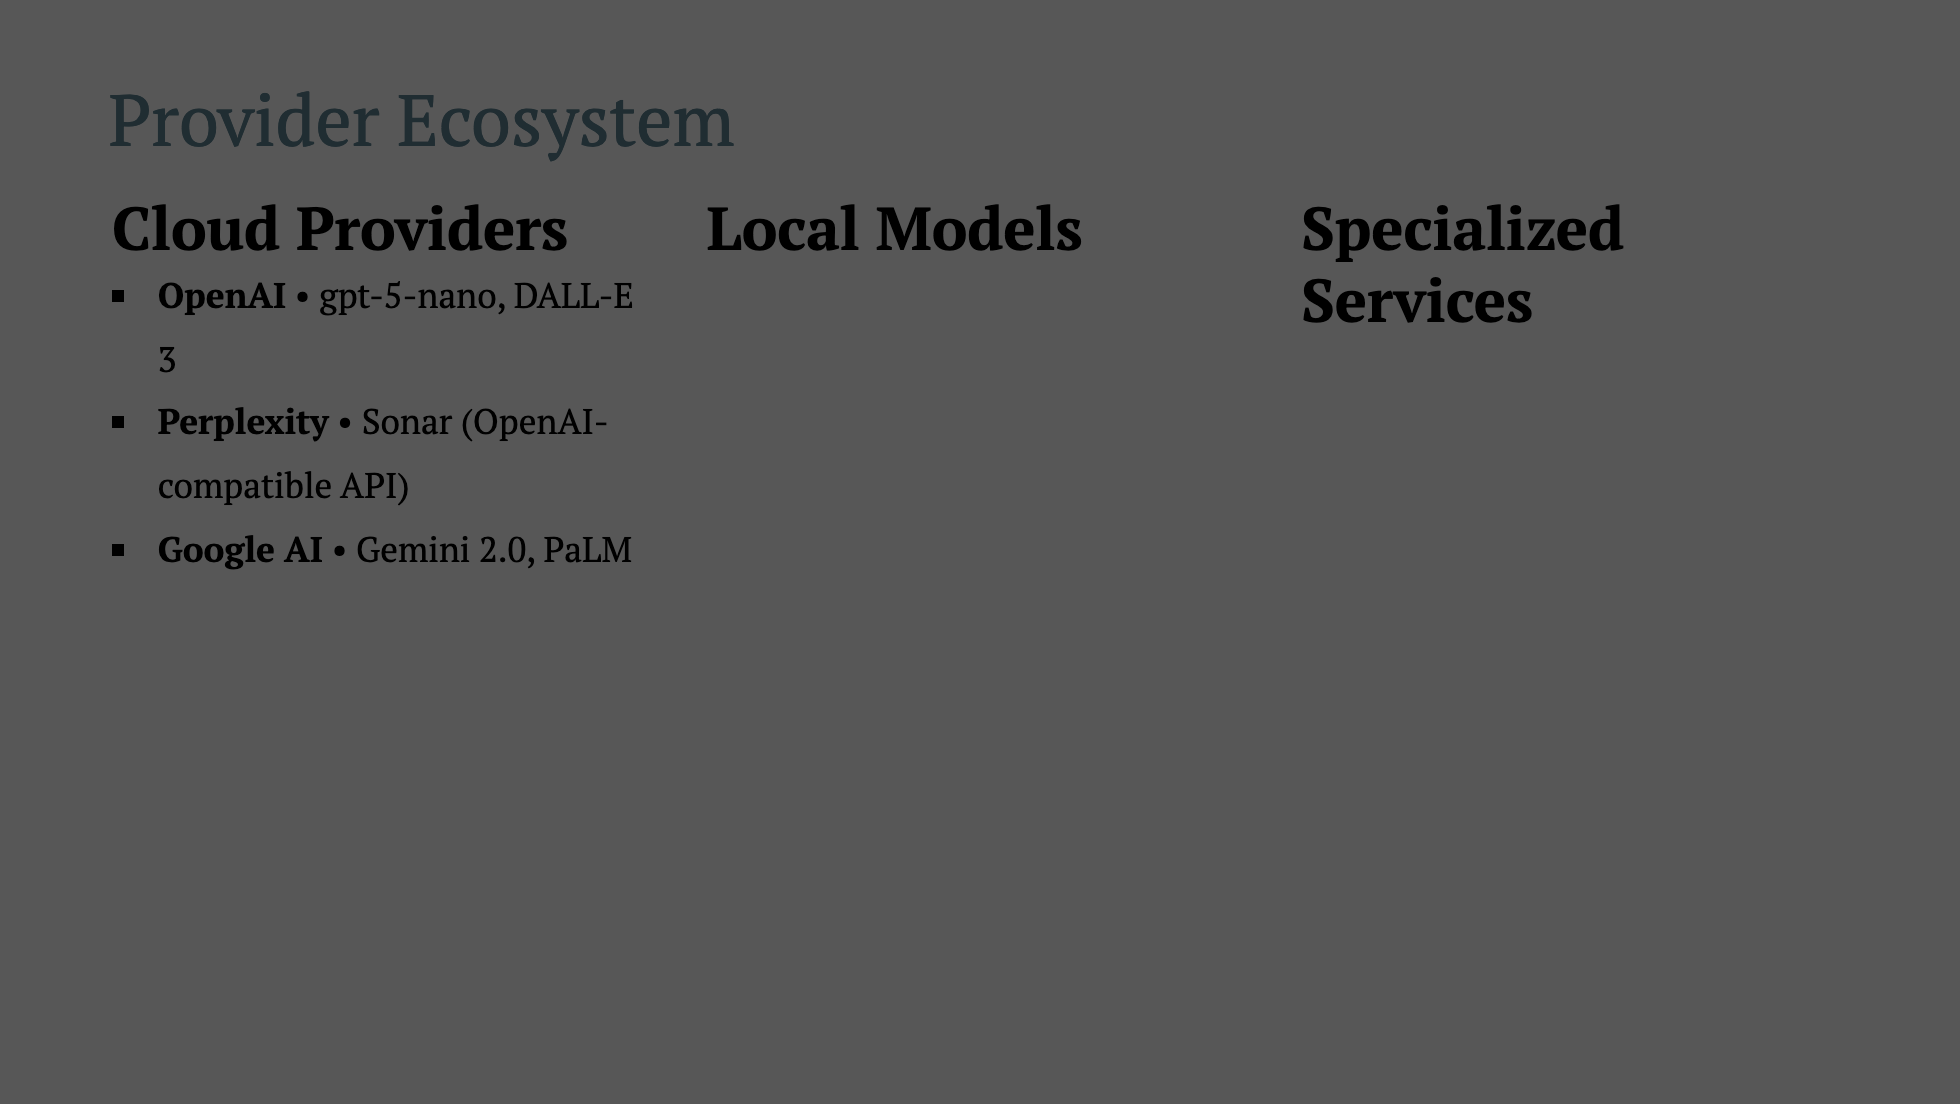 Provider Ecosystem
Cloud Providers
▪ OpenAI • gpt-5-nano, DALL-E
3
▪ Perplexity • Sonar (OpenAI-
compatible API)
▪ Google AI • Gemini 2.0, PaLM
Local Models
Specialized
Services